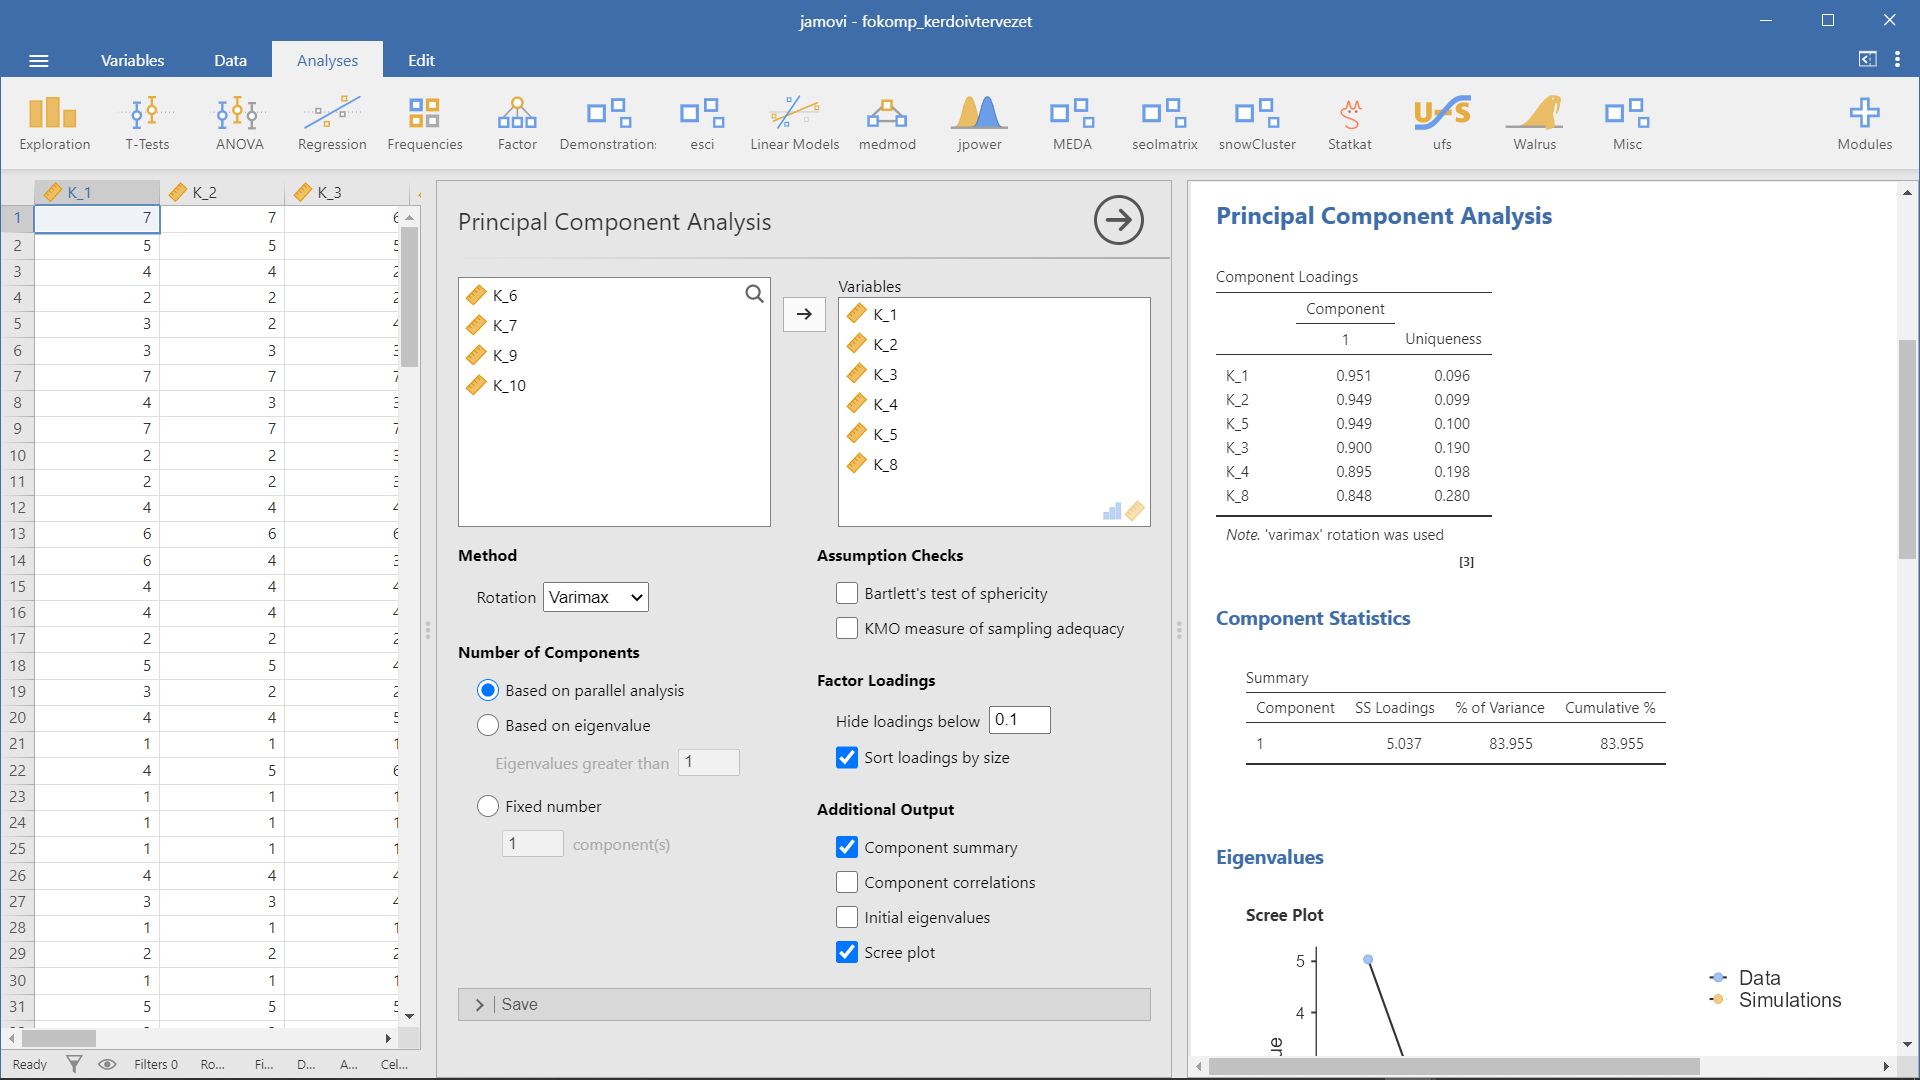 jamovi - fokomp_kerdoivtervezet
Variables Data Analyses Edit
Exploration T-Tests ANOVA Regression Frequencies Factor Demonstrations esci Linear Models medmod jpower MEDA seolmatrix snowCluster Statkat ufs Walrus Misc Modules
K_1 K_2 K_3
1 7 7 6
2 5 5 5
3 4 4 2
4 2 2 2
5 3 2 4
6 3 3 3
7 7 7 7
8 4 3 3
9 7 7 7
10 2 2 3
11 2 2 3
12 4 4 4
13 6 6 6
14 6 4 3
15 4 4 4
16 4 4 4
17 2 2 2
18 5 5 4
19 3 2 2
20 4 4 5
21 1 1 1
22 4 5 6
23 1 1 1
24 1 1 1
25 1 1 1
26 4 4 4
27 3 3 4
28 1 1 1
29 2 2 2
30 1 1 1
31 5 5 5
Ready Filters 0 Ro... Fi... D... A... Cel...
Principal Component Analysis
K_6
K_7
K_9
K_10
Variables
K_1
K_2
K_3
K_4
K_5
K_8
Method
Rotation Varimax
Number of Components
Based on parallel analysis
Based on eigenvalue
Eigenvalues greater than 1
Fixed number
1 component(s)
Assumption Checks
Bartlett's test of sphericity
KMO measure of sampling adequacy
Factor Loadings
Hide loadings below 0.1
Sort loadings by size
Additional Output
Component summary
Component correlations
Initial eigenvalues
Scree plot
Save
Principal Component Analysis
Component Loadings
Component
1 Uniqueness
K_1 0.951 0.096
K_2 0.949 0.099
K_5 0.949 0.100
K_3 0.900 0.190
K_4 0.895 0.198
K_8 0.848 0.280
Note. 'varimax' rotation was used
[3]
Component Statistics
Summary
Component SS Loadings % of Variance Cumulative %
1 5.037 83.955 83.955
Eigenvalues
Scree Plot
5
4
Data
Simulations